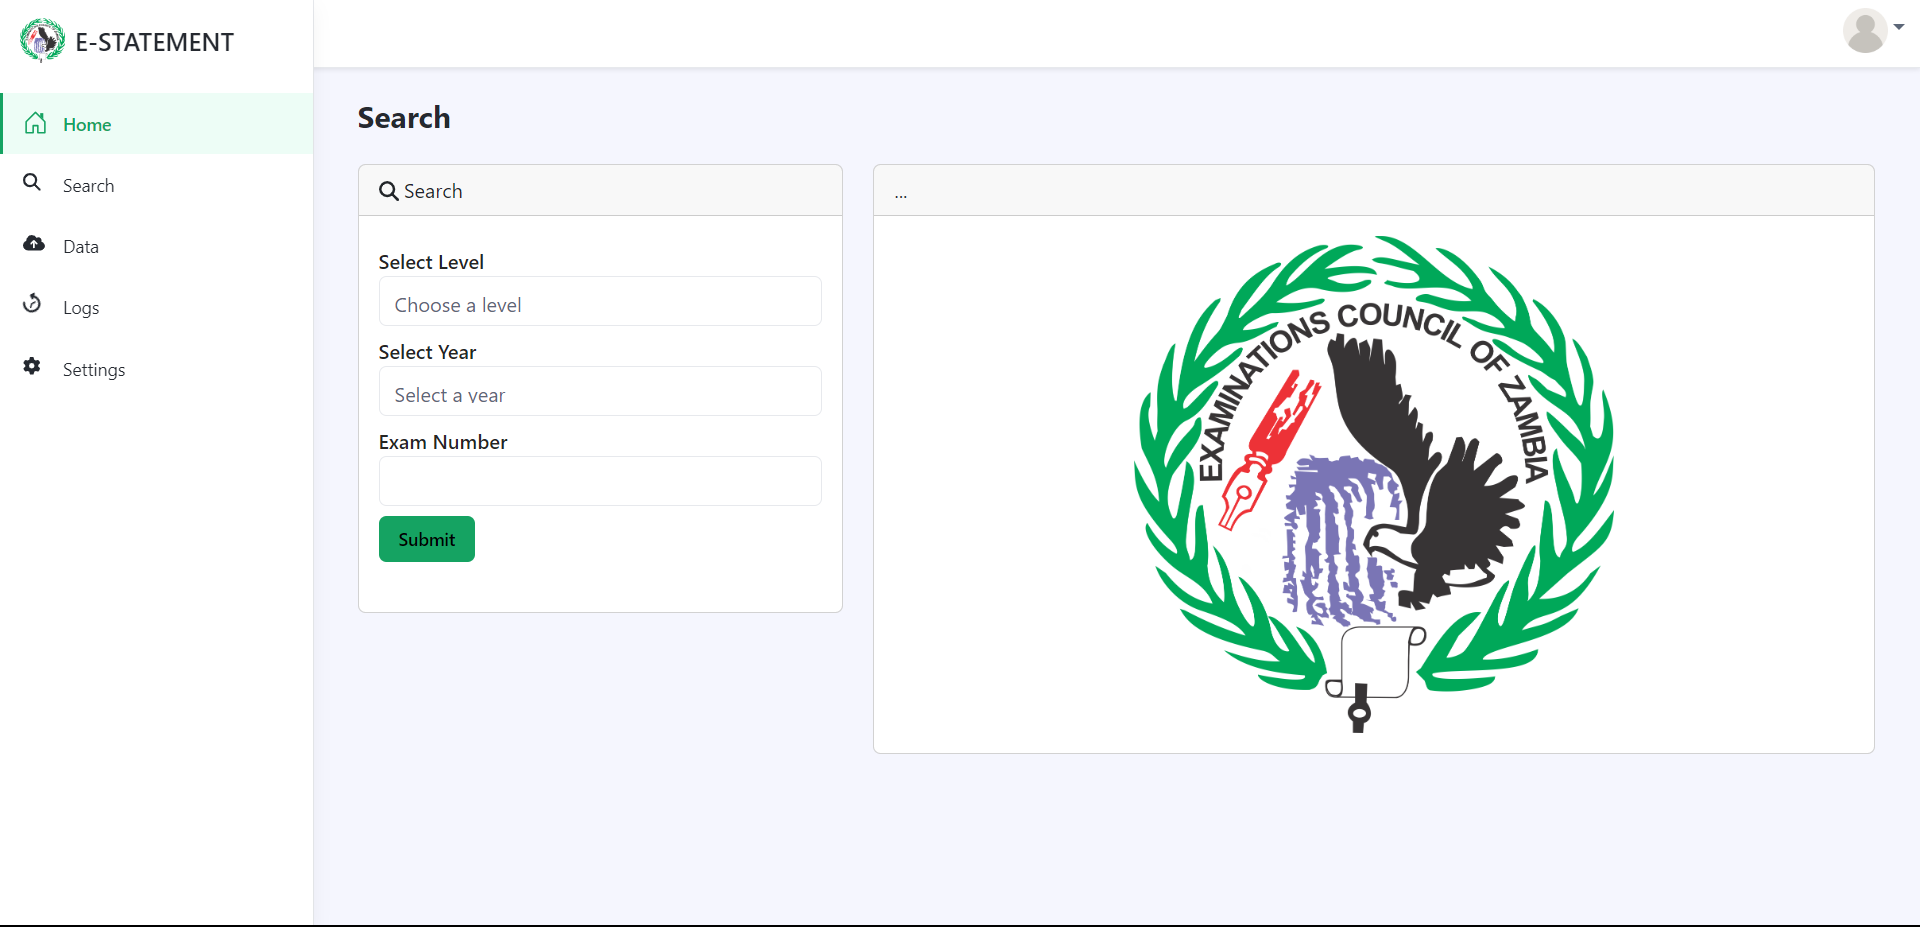 E-STATEMENT
Home
Search
Data
Logs
Settings
Search
Search
Select Level
Choose a level
Select Year
Select a year
Exam Number
Submit
...
EXAMINATIONS COUNCIL OF ZAMBIA